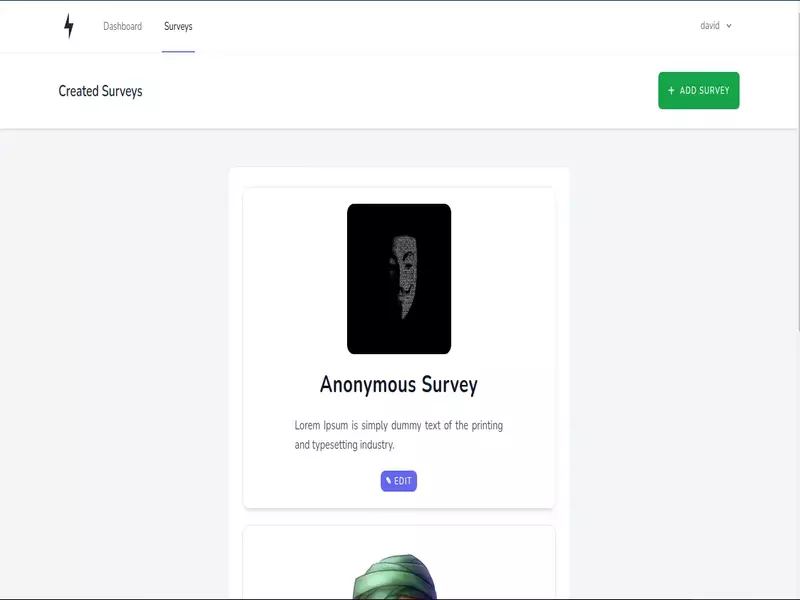 Dashboard Surveys david
Created Surveys + ADD SURVEY
Anonymous Survey
Lorem Ipsum is simply dummy text of the printing
and typesetting industry.
EDIT